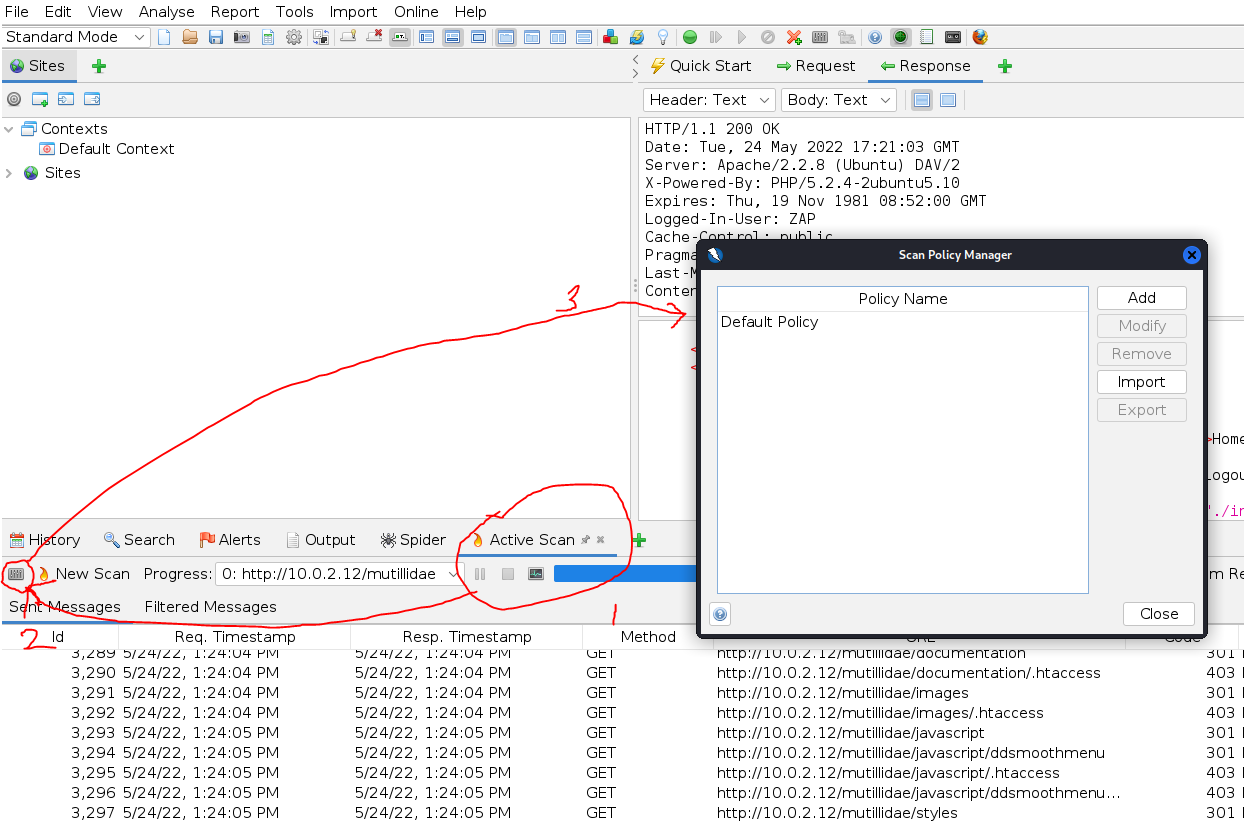 File Edit View Analyse Report Tools Import Online Help
Standard Mode
Sites
Quick Start Request Response
Header: Text Body: Text
Contexts
Default Context
Sites
HTTP/1.1 200 OK
Date: Tue, 24 May 2022 17:21:03 GMT
Server: Apache/2.2.8 (Ubuntu) DAV/2
X-Powered-By: PHP/5.2.4-2ubuntu5.10
Expires: Thu, 19 Nov 1981 08:52:00 GMT
Logged-In-User: ZAP
Cache-Control: public
Pragma
Last-M
Conten
<
<
>Home
Logou
"./in
Scan Policy Manager
Policy Name
Default Policy
Add
Modify
Remove
Import
Export
Close
3
History Search Alerts Output Spider Active Scan
New Scan Progress: 0: http://10.0.2.12/mutillidae
m Re
1
2
Sent Messages Filtered Messages
Id Req. Timestamp Resp. Timestamp Method URL Code
3,289 5/24/22, 1:24:04 PM 5/24/22, 1:24:04 PM GET http://10.0.2.12/mutillidae/documentation 301
3,290 5/24/22, 1:24:04 PM 5/24/22, 1:24:04 PM GET http://10.0.2.12/mutillidae/documentation/.htaccess 403
3,291 5/24/22, 1:24:04 PM 5/24/22, 1:24:04 PM GET http://10.0.2.12/mutillidae/images 301
3,292 5/24/22, 1:24:04 PM 5/24/22, 1:24:04 PM GET http://10.0.2.12/mutillidae/images/.htaccess 403
3,293 5/24/22, 1:24:05 PM 5/24/22, 1:24:05 PM GET http://10.0.2.12/mutillidae/javascript 301
3,294 5/24/22, 1:24:05 PM 5/24/22, 1:24:05 PM GET http://10.0.2.12/mutillidae/javascript/ddsmoothmenu 301
3,295 5/24/22, 1:24:05 PM 5/24/22, 1:24:05 PM GET http://10.0.2.12/mutillidae/javascript/.htaccess 403
3,296 5/24/22, 1:24:05 PM 5/24/22, 1:24:05 PM GET http://10.0.2.12/mutillidae/javascript/ddsmoothmenu... 403
3,297 5/24/22, 1:24:05 PM 5/24/22, 1:24:05 PM GET http://10.0.2.12/mutillidae/styles 301